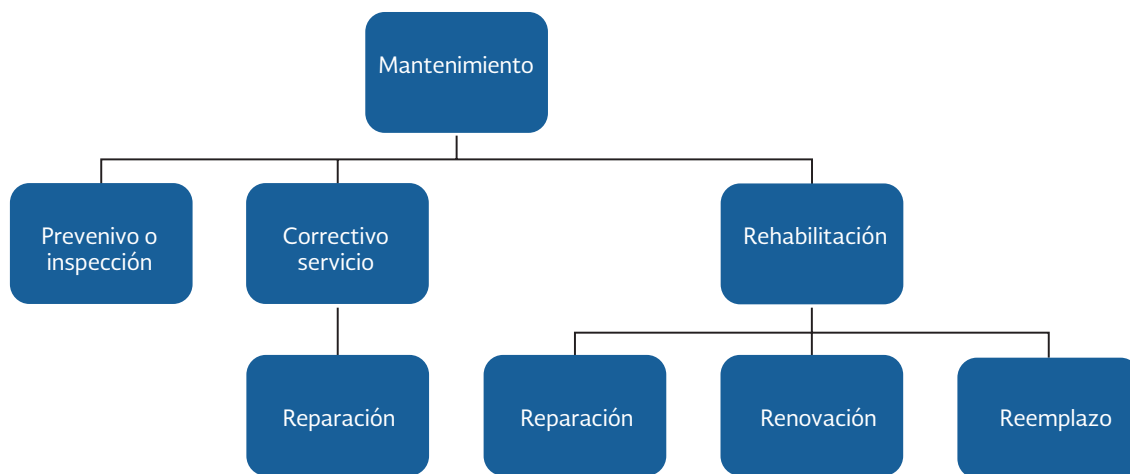 Mantenimiento
Prevenivo o
inspección
Correctivo
servicio
Rehabilitación
Reparación
Reparación
Renovación
Reemplazo